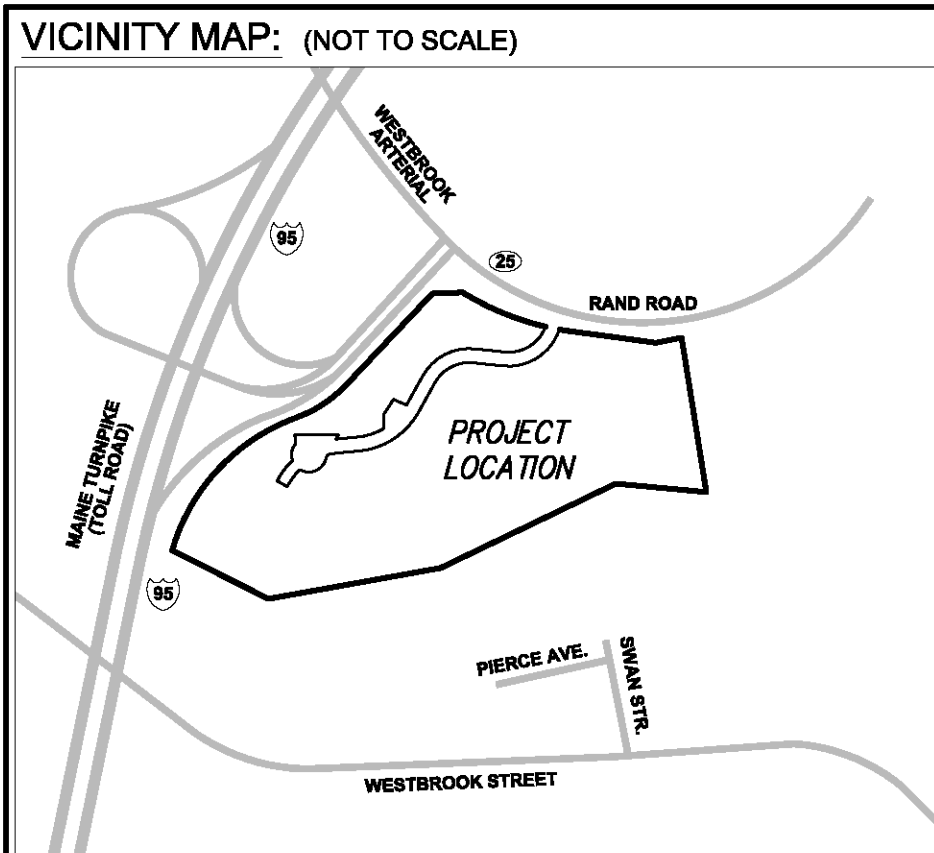 VICINITY MAP: (NOT TO SCALE)
WESTBROOK
ARTERIAL
95
25
RAND ROAD
MAINE TURNPIKE
(TOLL ROAD)
PROJECT
LOCATION
95
PIERCE AVE.
SWAN STR.
WESTBROOK STREET